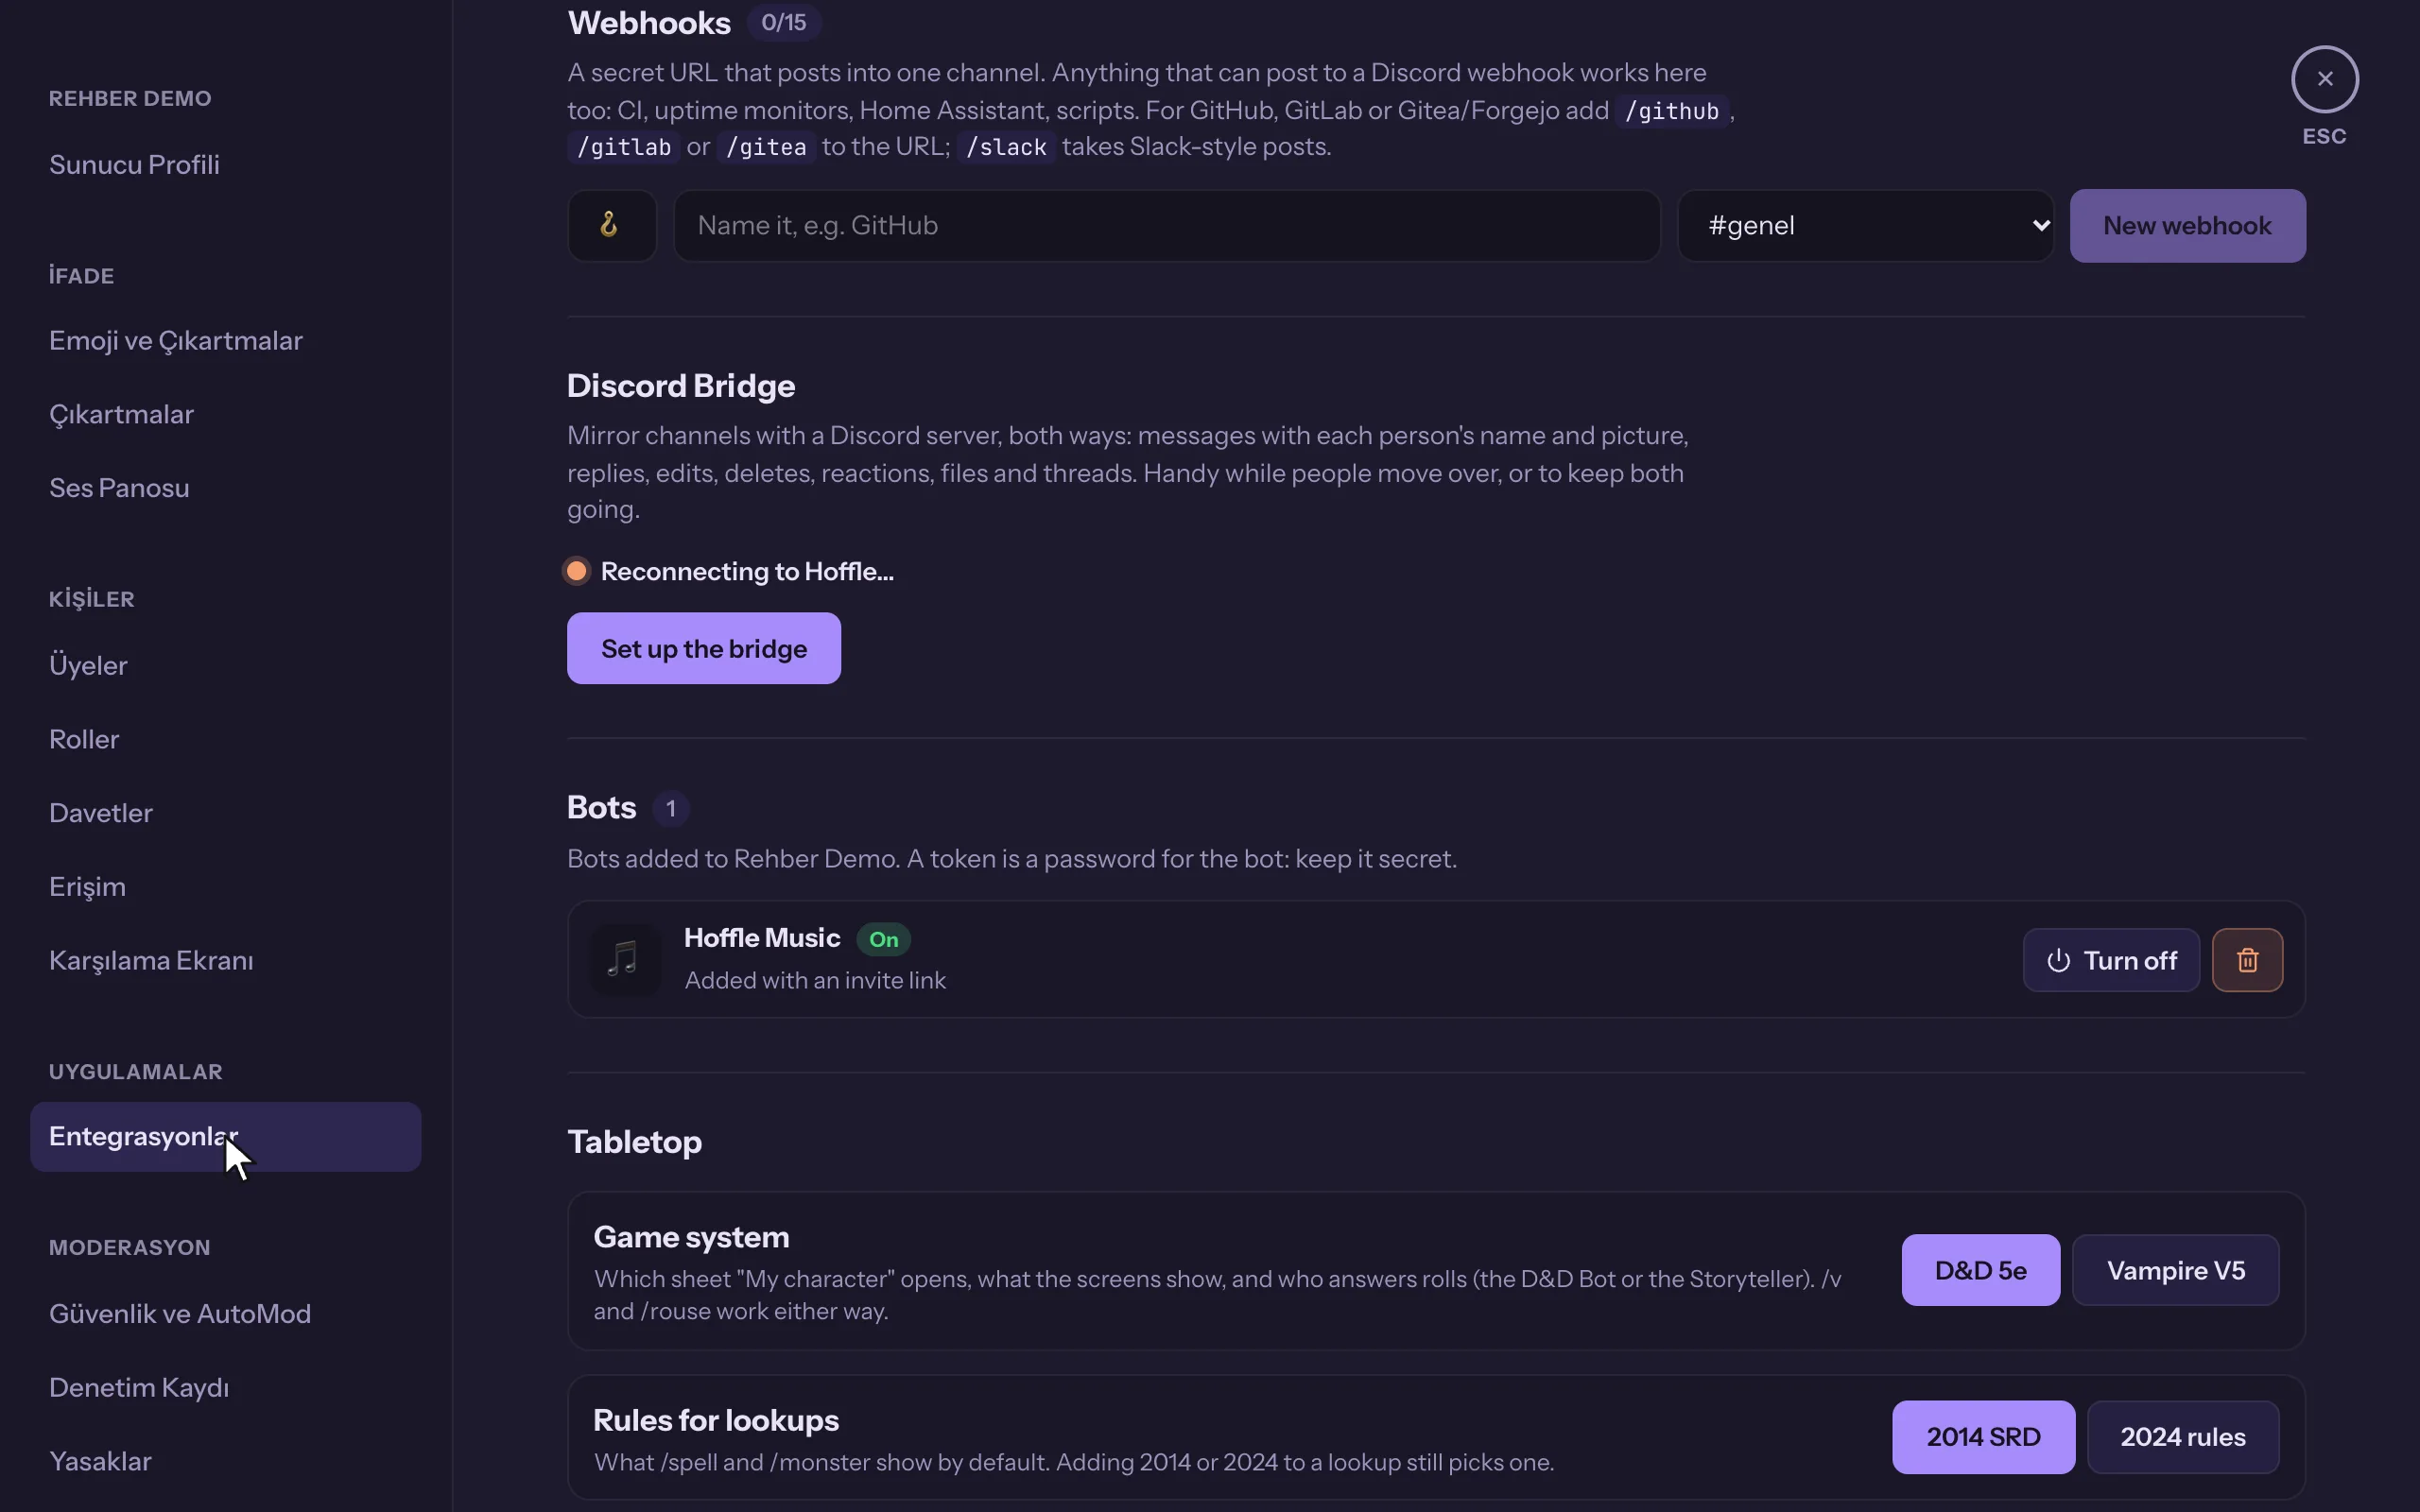 REHBER DEMO
Sunucu Profili
İFADE
Emoji ve Çıkartmalar
Çıkartmalar
Ses Panosu
KİŞİLER
Üyeler
Roller
Davetler
Erişim
Karşılama Ekranı
UYGULAMALAR
Entegrasyonlar
MODERASYON
Güvenlik ve AutoMod
Denetim Kaydı
Yasaklar
Webhooks 0/15
A secret URL that posts into one channel. Anything that can post to a Discord webhook works here
too: CI, uptime monitors, Home Assistant, scripts. For GitHub, GitLab or Gitea/Forgejo add /github,
/gitlab or /gitea to the URL; /slack takes Slack-style posts.
Name it, e.g. GitHub
#genel
New webhook
ESC
Discord Bridge
Mirror channels with a Discord server, both ways: messages with each person's name and picture,
replies, edits, deletes, reactions, files and threads. Handy while people move over, or to keep both
going.
Reconnecting to Hoffle...
Set up the bridge
Bots 1
Bots added to Rehber Demo. A token is a password for the bot: keep it secret.
Hoffle Music On
Added with an invite link
Turn off
Tabletop
Game system
Which sheet "My character" opens, what the screens show, and who answers rolls (the D&D Bot or the Storyteller). /v
and /rouse work either way.
D&D 5e
Vampire V5
Rules for lookups
What /spell and /monster show by default. Adding 2014 or 2024 to a lookup still picks one.
2014 SRD
2024 rules